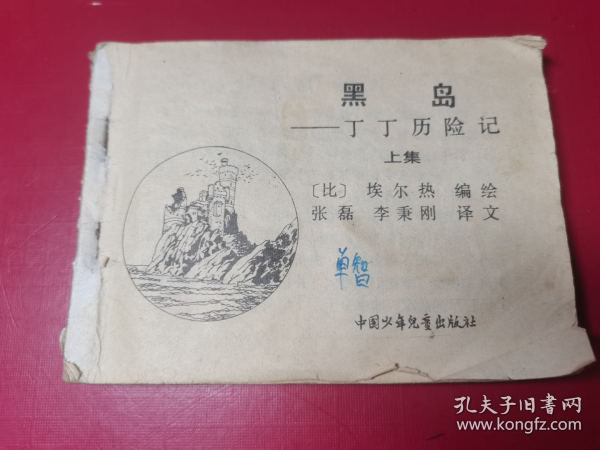 黑 岛
——丁丁历险记
上集
〔比〕 埃尔热 编绘
张磊 李秉刚 译文
单智
中国少年儿童出版社
孔夫子旧书网
www.kongfz.com